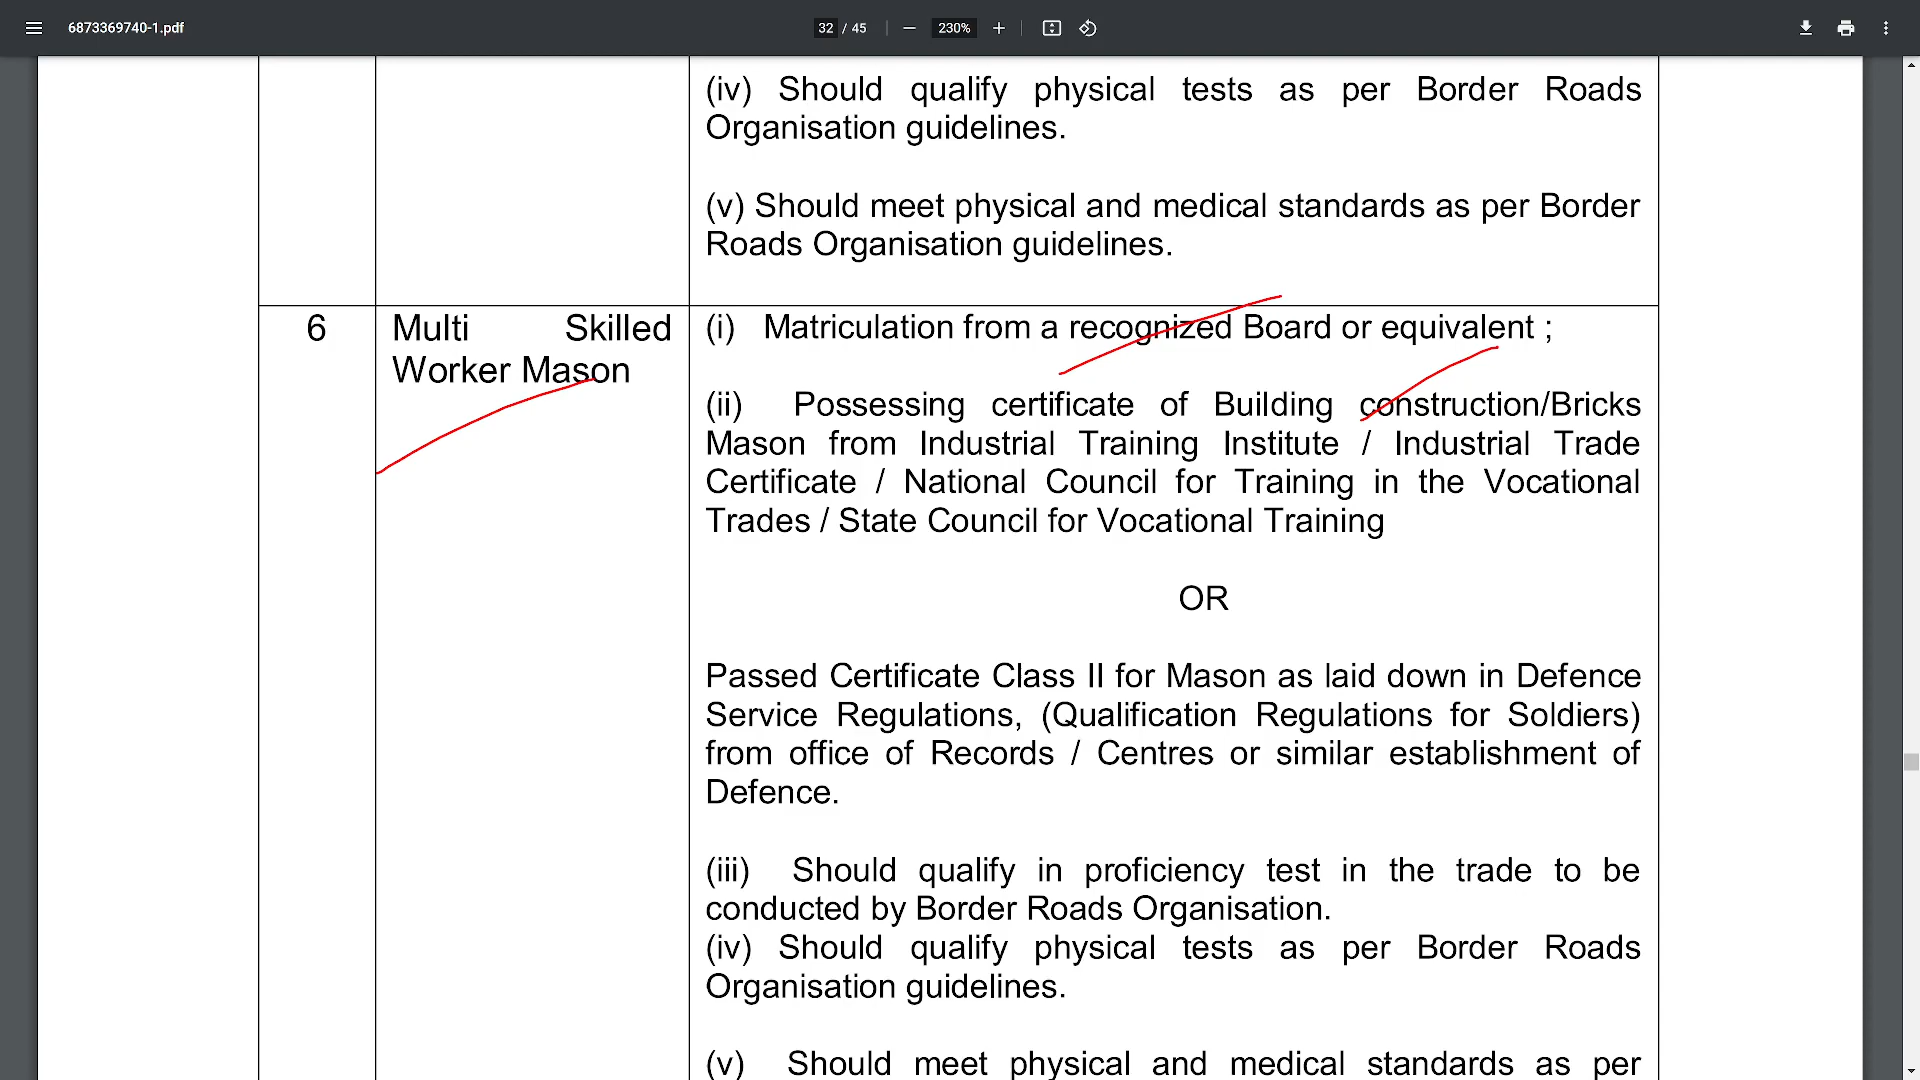 6873369740-1.pdf
32 / 45
230%
(iv) Should qualify physical tests as per Border Roads
Organisation guidelines.
(v) Should meet physical and medical standards as per Border
Roads Organisation guidelines.
6
Multi Skilled
Worker Mason
(i) Matriculation from a recognized Board or equivalent ;
(ii) Possessing certificate of Building construction/Bricks
Mason from Industrial Training Institute / Industrial Trade
Certificate / National Council for Training in the Vocational
Trades / State Council for Vocational Training
OR
Passed Certificate Class II for Mason as laid down in Defence
Service Regulations, (Qualification Regulations for Soldiers)
from office of Records / Centres or similar establishment of
Defence.
(iii) Should qualify in proficiency test in the trade to be
conducted by Border Roads Organisation.
(iv) Should qualify physical tests as per Border Roads
Organisation guidelines.
(v) Should meet physical and medical standards as per